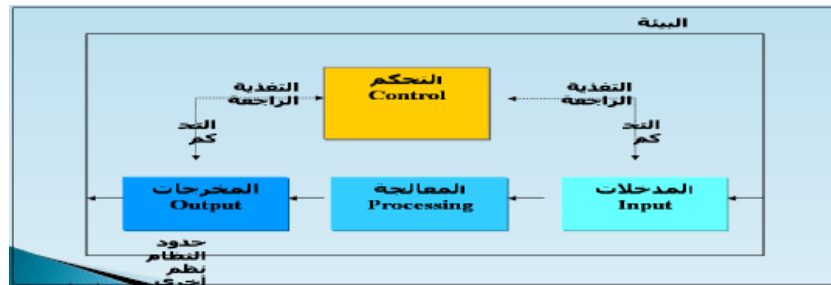 البيئة
التحكم
Control
التغذية
الراجعة
التغذية
الراجعة
التح
كم
التح
كم
المدخلات
Input
المعالجة
Processing
المخرجات
Output
حدود
النظام
نظم
أخرى